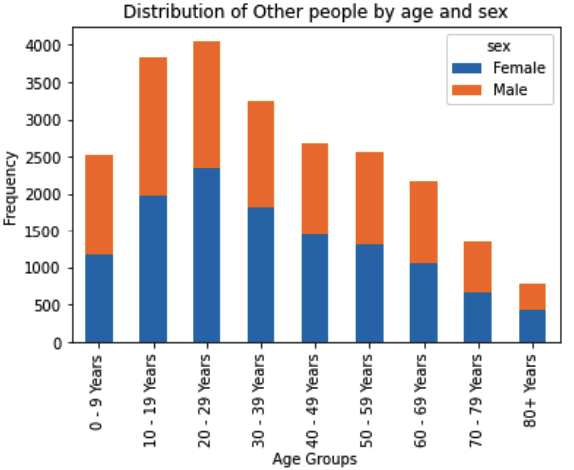 Distribution of Other people by age and sex
sex
Female
Male
Frequency
4000
3500
3000
2500
2000
1500
1000
500
0
0 - 9 Years
10 - 19 Years
20 - 29 Years
30 - 39 Years
40 - 49 Years
50 - 59 Years
60 - 69 Years
70 - 79 Years
80+ Years
Age Groups